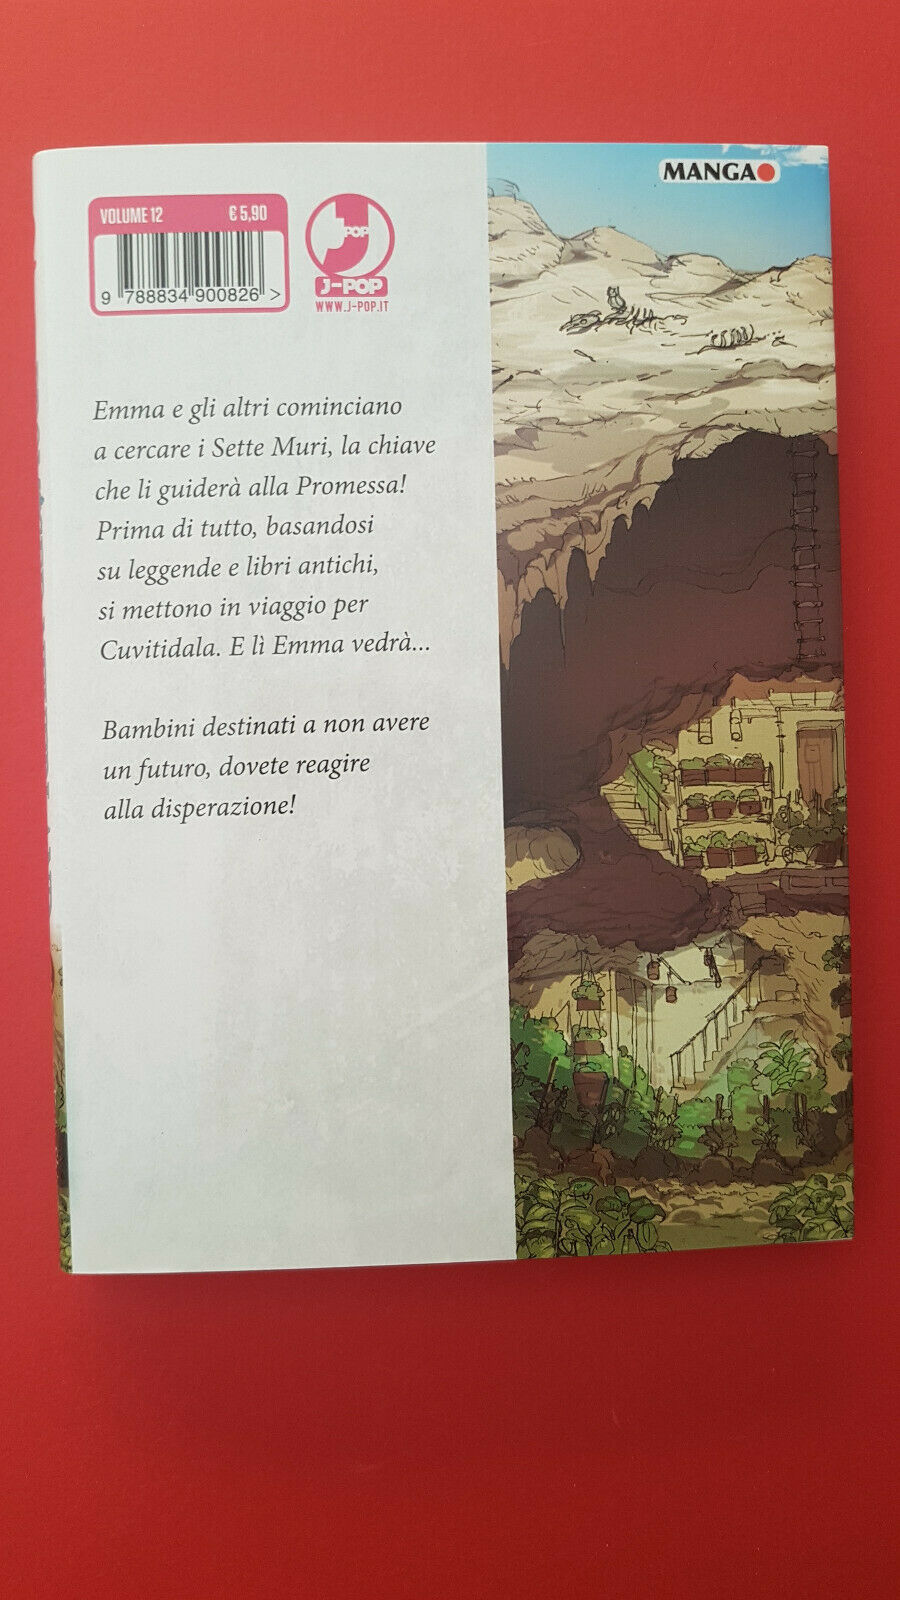 VOLUME 12 € 5,90
9 788834 900826 >
J POP
J-POP
WWW.J-POP.IT
MANGA
Emma e gli altri cominciano
a cercare i Sette Muri, la chiave
che li guiderà alla Promessa!
Prima di tutto, basandosi
su leggende e libri antichi,
si mettono in viaggio per
Cuvitidala. E lì Emma vedrà...
Bambini destinati a non avere
un futuro, dovete reagire
alla disperazione!